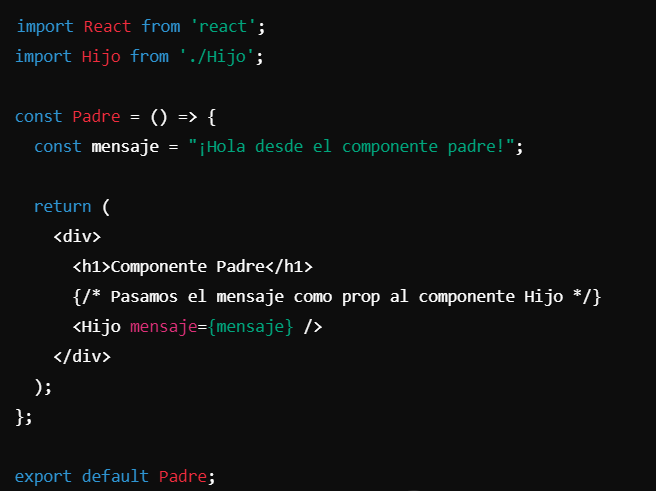 import React from 'react';
import Hijo from './Hijo';
const Padre = () => {
const mensaje = "¡Hola desde el componente padre!";
return (
<div>
<h1>Componente Padre</h1>
{/* Pasamos el mensaje como prop al componente Hijo */}
<Hijo mensaje={mensaje} />
</div>
);
};
export default Padre;